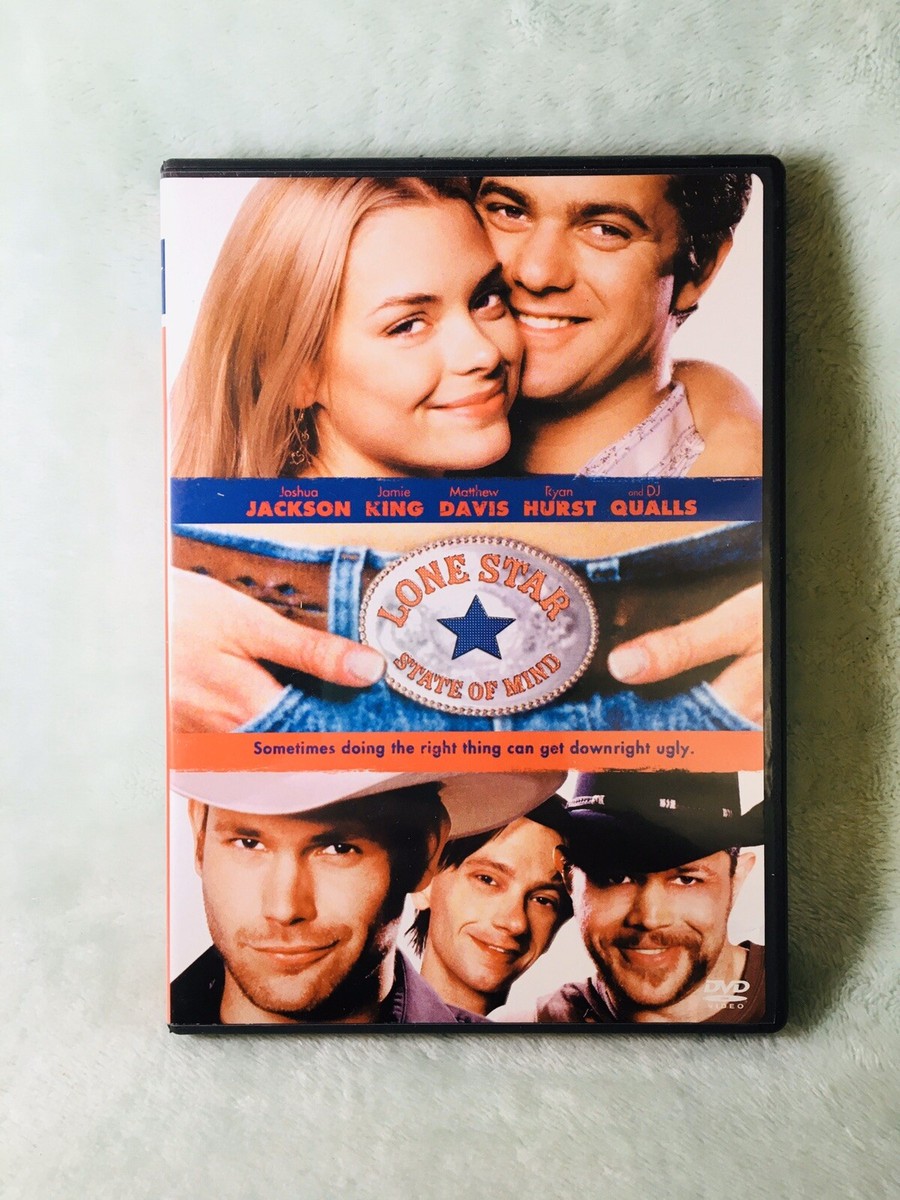 Joshua Jamie Matthew Ryan and DJ
JACKSON KING DAVIS HURST QUALLS
LONE STAR
STATE OF MIND
Sometimes doing the right thing can get downright ugly.
DVD
VIDEO